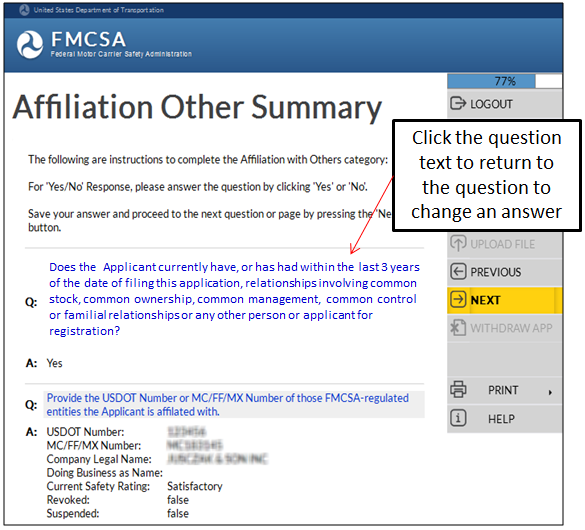 United States Department of Transportation
FMCSA
Federal Motor Carrier Safety Administration
77%
Affiliation Other Summary
LOGOUT
Click the question
text to return to
the question to
change an answer
The following are instructions to complete the Affiliation with Others category:
For 'Yes/No' Response, please answer the question by clicking 'Yes' or 'No'.
Save your answer and proceed to the next question or page by pressing the 'Ne
button.
UPLOAD FILE
PREVIOUS
NEXT
WITHDRAW APP
PRINT
HELP
Does the Applicant currently have, or has had within the last 3 years
of the date of filing this application, relationships involving common
Q: stock, common ownership, common management, common control
or familial relationships or any other person or applicant for
registration?
A: Yes
Q: Provide the USDOT Number or MC/FF/MX Number of those FMCSA-regulated
entities the Applicant is affilated with.
A: USDOT Number:
MC/FF/MX Number:
Company Legal Name:
Doing Business as Name:
Current Safety Rating: Satisfactory
Revoked: false
Suspended: false